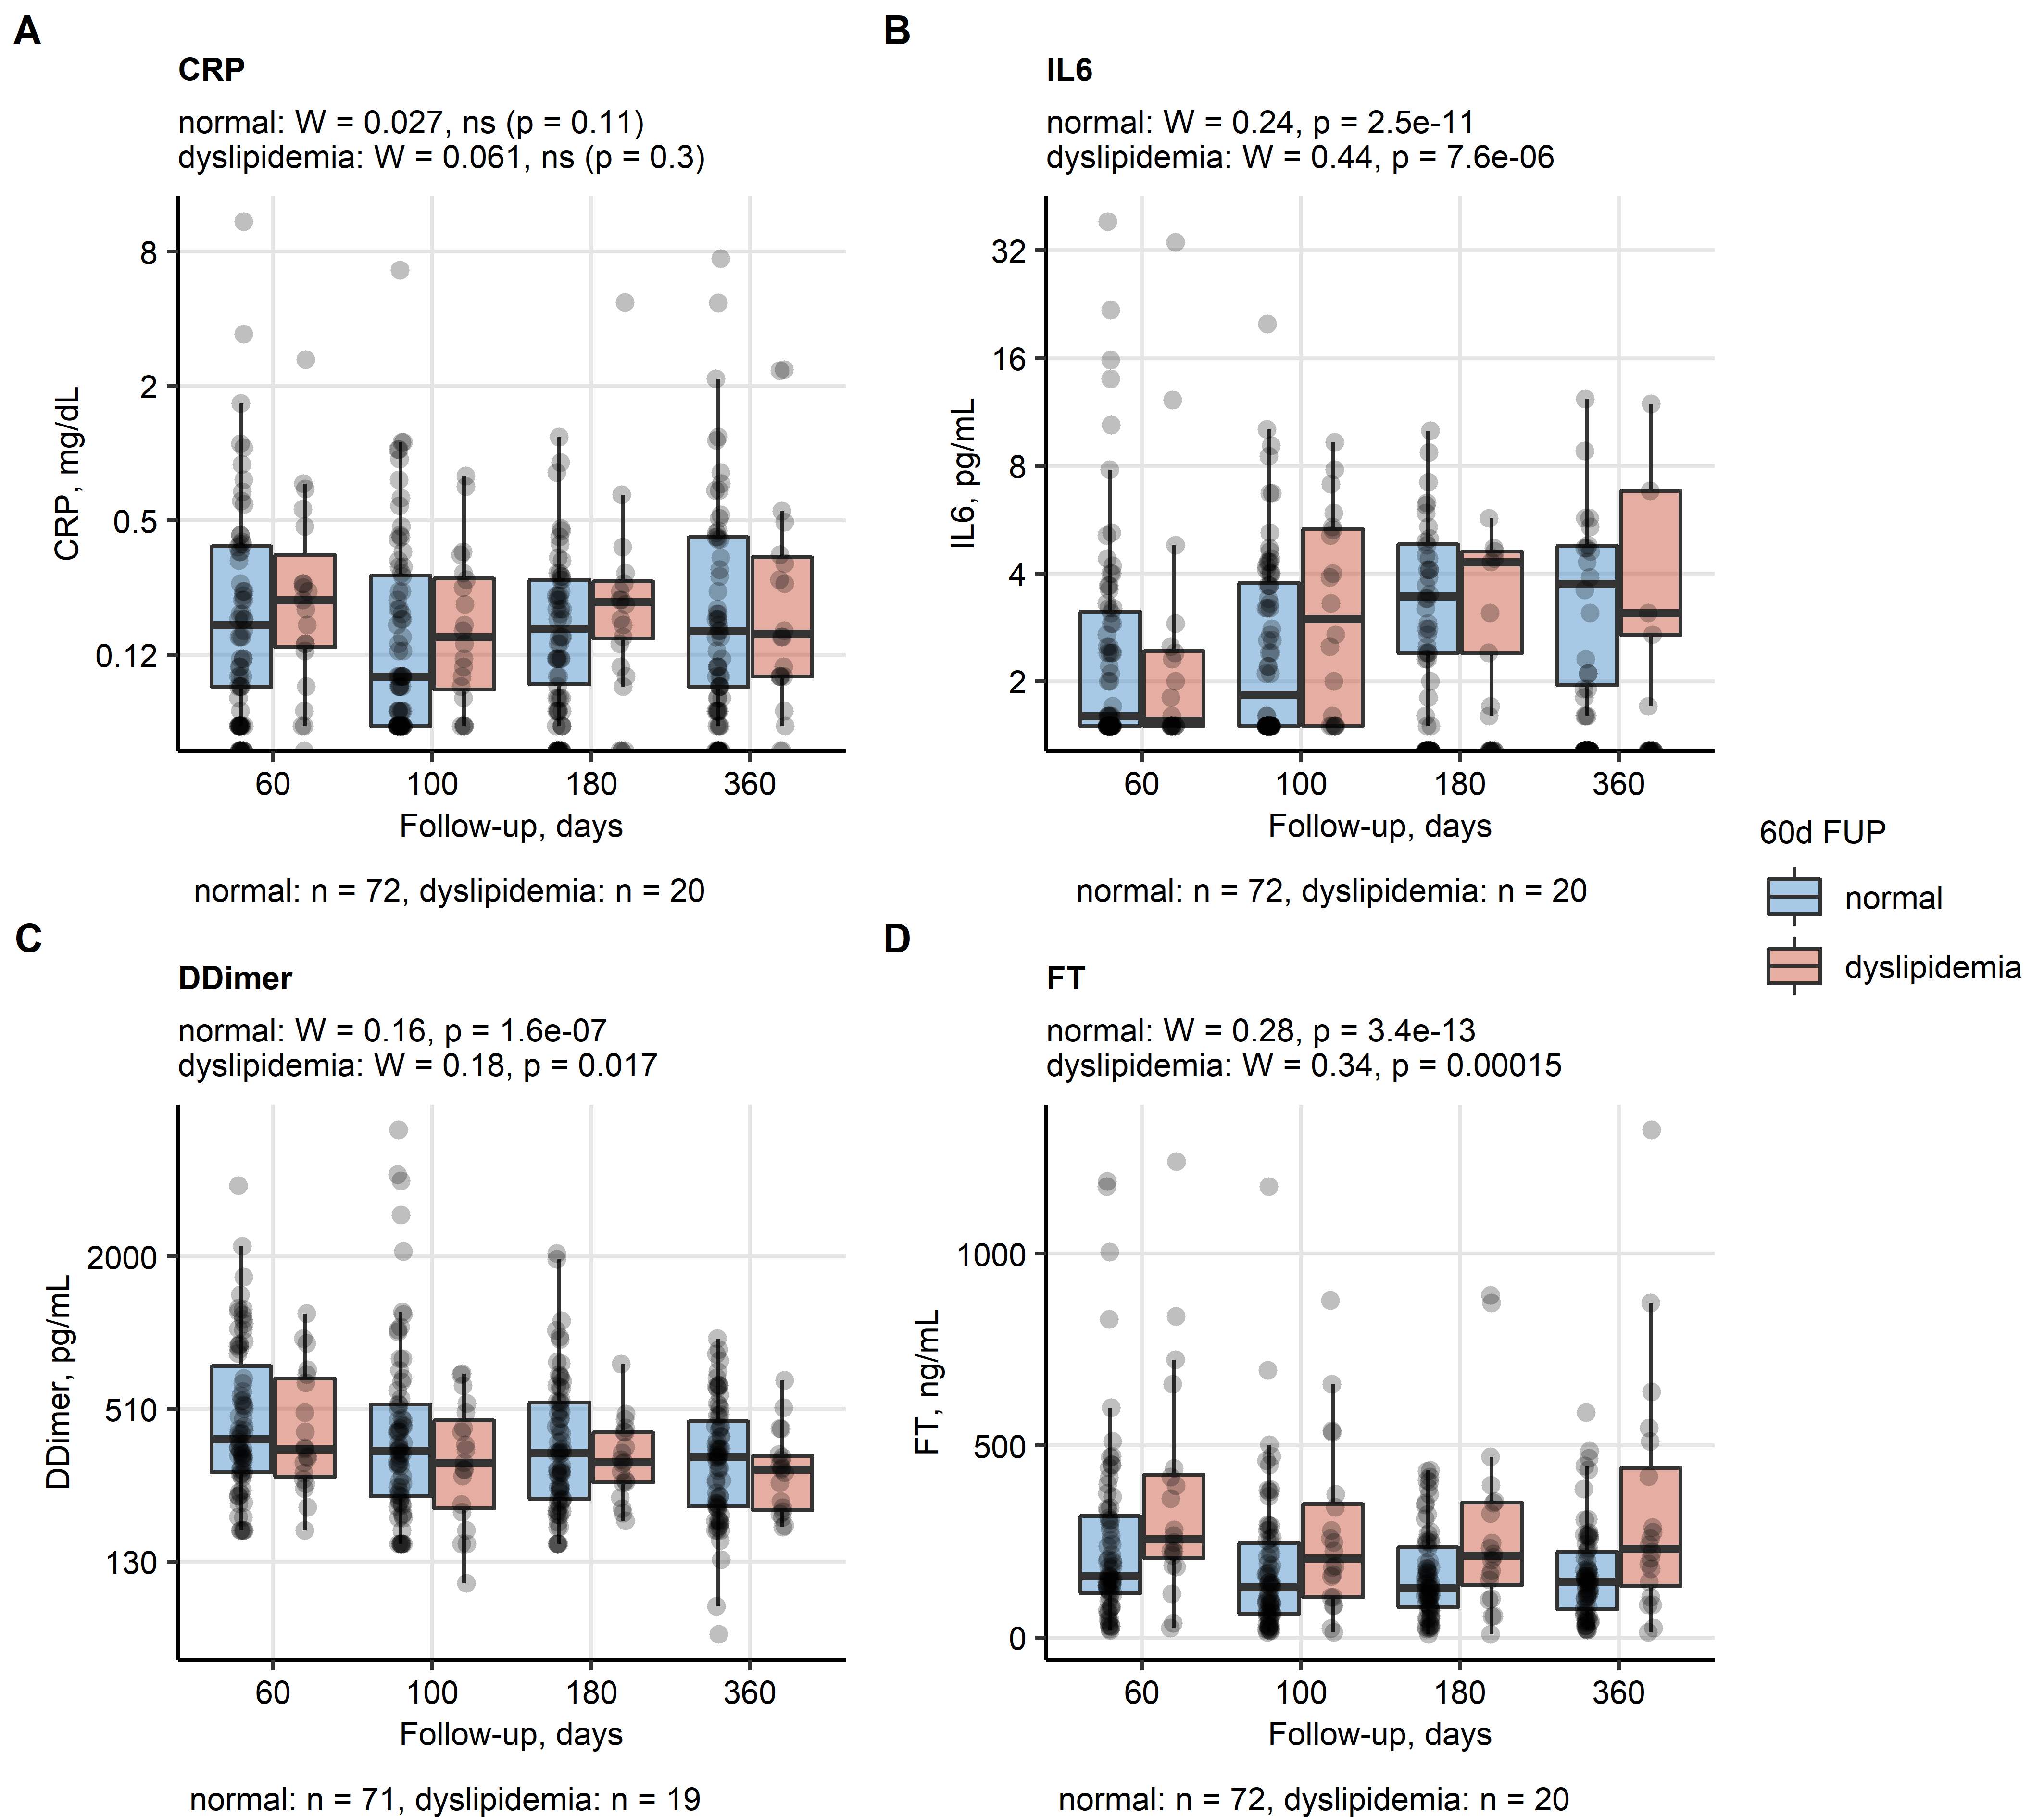 A
CRP
normal: W = 0.027, ns (p = 0.11)
dyslipidemia: W = 0.061, ns (p = 0.3)
CRP, mg/dL
8
2
0.5
0.12
60 100 180 360
Follow-up, days
normal: n = 72, dyslipidemia: n = 20
B
IL6
normal: W = 0.24, p = 2.5e-11
dyslipidemia: W = 0.44, p = 7.6e-06
IL6, pg/mL
32
16
8
4
2
60 100 180 360
Follow-up, days
normal: n = 72, dyslipidemia: n = 20
60d FUP
normal
dyslipidemia
C
DDimer
normal: W = 0.16, p = 1.6e-07
dyslipidemia: W = 0.18, p = 0.017
DDimer, pg/mL
2000
510
130
60 100 180 360
Follow-up, days
normal: n = 71, dyslipidemia: n = 19
D
FT
normal: W = 0.28, p = 3.4e-13
dyslipidemia: W = 0.34, p = 0.00015
FT, ng/mL
1000
500
0
60 100 180 360
Follow-up, days
normal: n = 72, dyslipidemia: n = 20